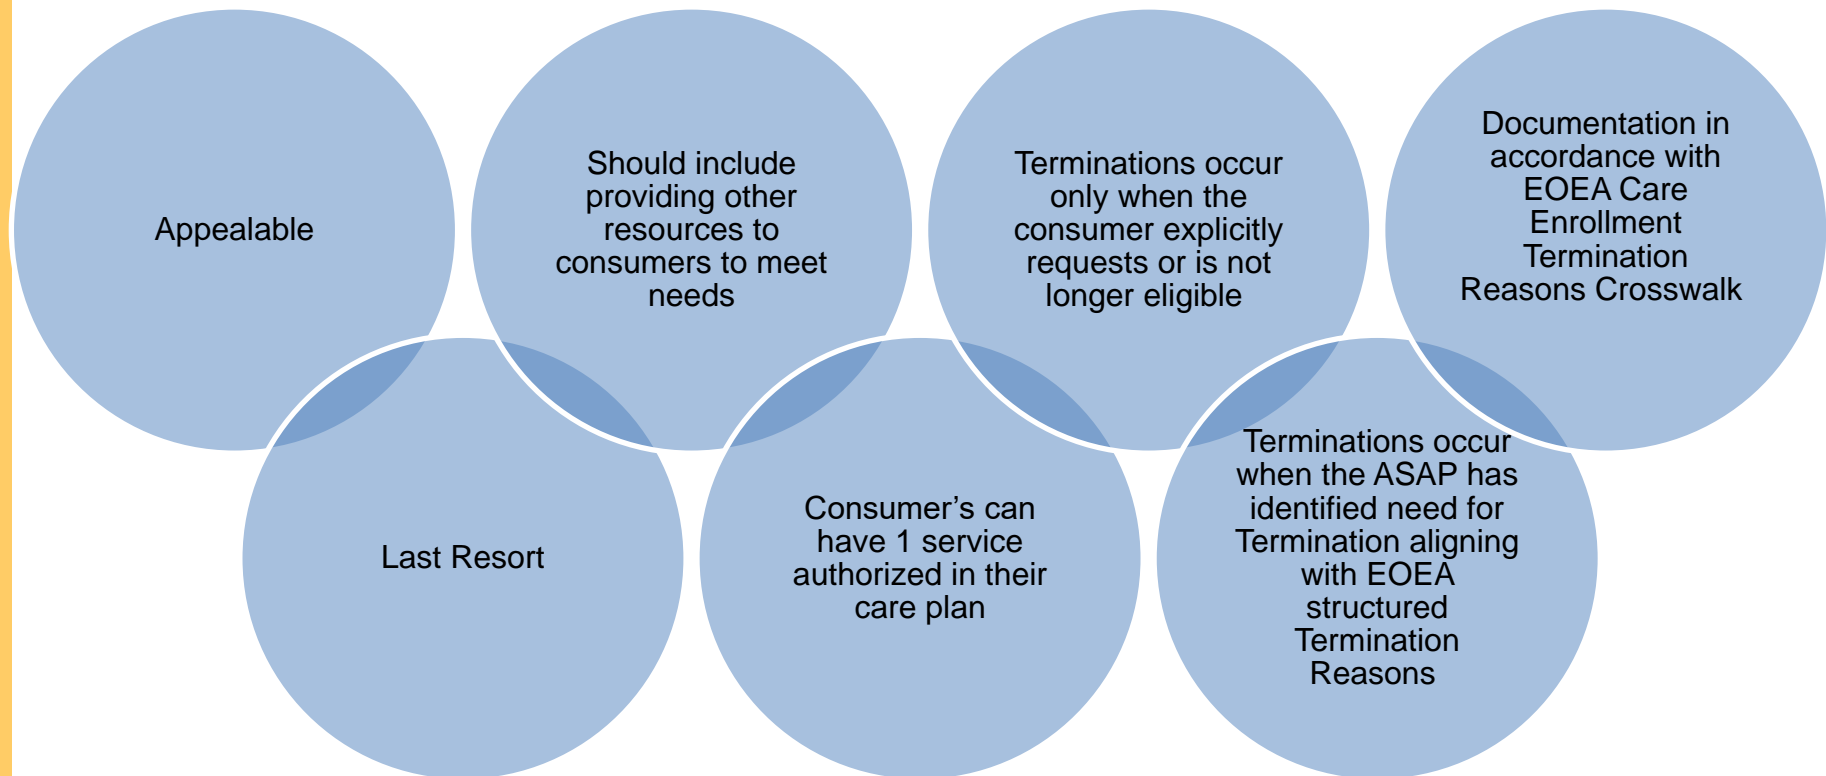 Appealable
Last Resort
Should include
providing other
resources to
consumers to meet
needs
Consumer’s can
have 1 service
authorized in their
care plan
Terminations occur
only when the
consumer explicitly
requests or is not
longer eligible
Terminations occur
when the ASAP has
identified need for
Termination aligning
with EOEA
structured
Termination
Reasons
Documentation in
accordance with
EOEA Care
Enrollment
Termination
Reasons Crosswalk